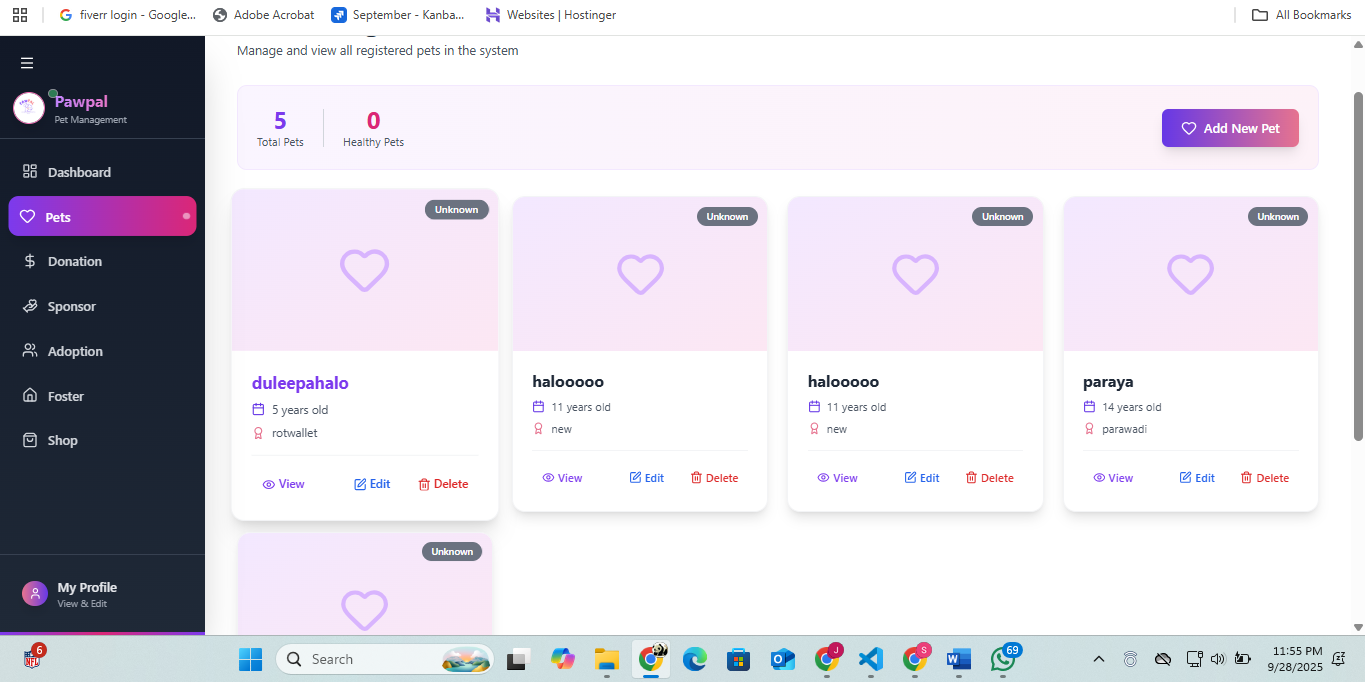 fiverr login - Google...
Adobe Acrobat
September - Kanba...
Websites | Hostinger
All Bookmarks
Manage and view all registered pets in the system
Pawpal
Pet Management
Dashboard
Pets
Donation
Sponsor
Adoption
Foster
Shop
My Profile
View & Edit
5
Total Pets
0
Healthy Pets
Add New Pet
Unknown
duleepahalo
5 years old
rotwallet
View Edit Delete
Unknown
halooooo
11 years old
new
View Edit Delete
Unknown
halooooo
11 years old
new
View Edit Delete
Unknown
paraya
14 years old
parawadi
View Edit Delete
Unknown
6
NFL
Search
J
S
W
69
11:55 PM
9/28/2025